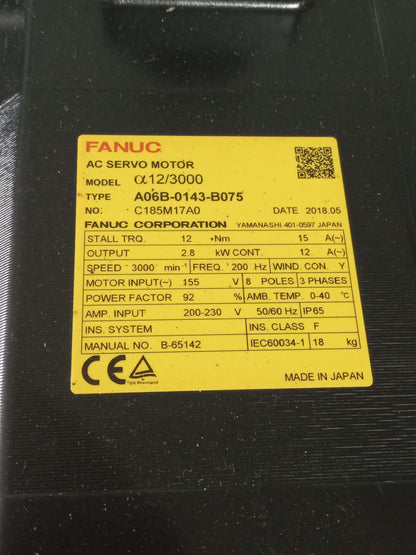 FANUC
AC SERVO MOTOR
MODEL α12/3000
TYPE A06B-0143-B075
NO. C185M17A0 DATE 2018.05
FANUC CORPORATION YAMANASHI 401-0597 JAPAN
STALL TRQ. 12 •Nm 15 A(~)
OUTPUT 2.8 kW CONT. 12. A(~)
SPEED 3000 min⁻¹ FREQ. 200 Hz WIND. CON. Y
MOTOR INPUT(~) 155 V 8 POLES 3 PHASES
POWER FACTOR 92 % AMB. TEMP. 0-40 ℃
AMP. INPUT 200-230 V 50/60 Hz IP65
INS. SYSTEM INS. CLASS F
MANUAL NO. B-65142 IEC60034-1 18 kg
CE
MADE IN JAPAN